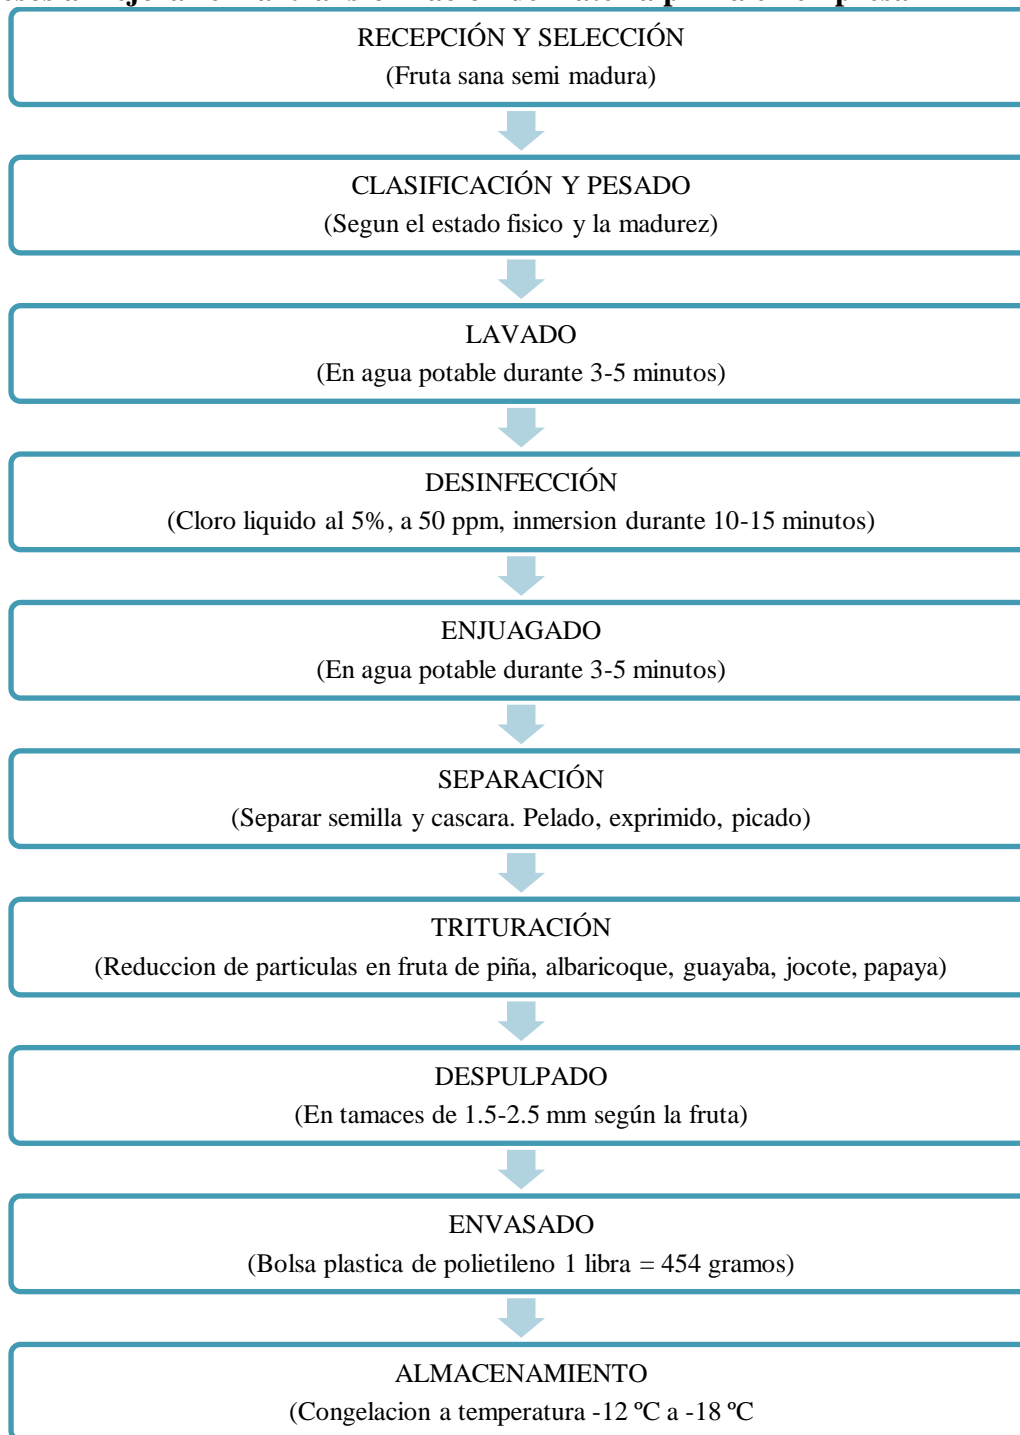 RECEPCIÓN Y SELECCIÓN
(Fruta sana semi madura)
CLASIFICACIÓN Y PESADO
(Segun el estado fisico y la madurez)
LAVADO
(En agua potable durante 3-5 minutos)
DESINFECCIÓN
(Cloro liquido al 5%, a 50 ppm, inmersion durante 10-15 minutos)
ENJUAGADO
(En agua potable durante 3-5 minutos)
SEPARACIÓN
(Separar semilla y cascara. Pelado, exprimido, picado)
TRITURACIÓN
(Reduccion de particulas en fruta de piña, albaricoque, guayaba, jocote, papaya)
DESPULPADO
(En tamaces de 1.5-2.5 mm según la fruta)
ENVASADO
(Bolsa plastica de polietileno 1 libra = 454 gramos)
ALMACENAMIENTO
(Congelacion a temperatura -12 ºC a -18 ºC